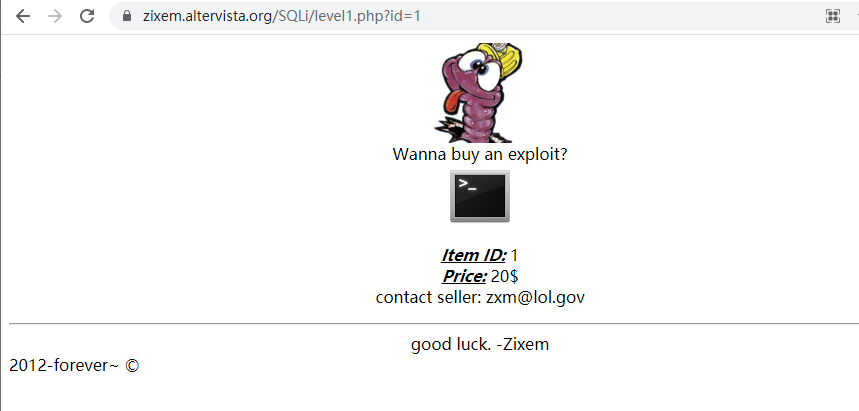 zixem.altervista.org/SQLi/level1.php?id=1
Wanna buy an exploit?
>_
Item ID: 1
Price: 20$
contact seller: zxm@lol.gov
good luck. -Zixem
2012-forever~ ©